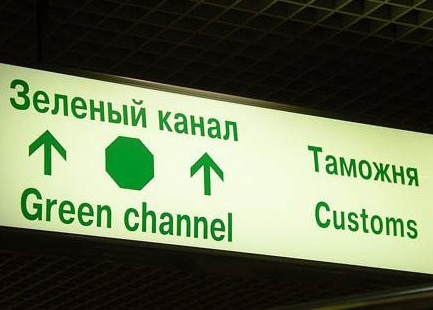 Зеленый канал
Green channel
Таможня
Customs